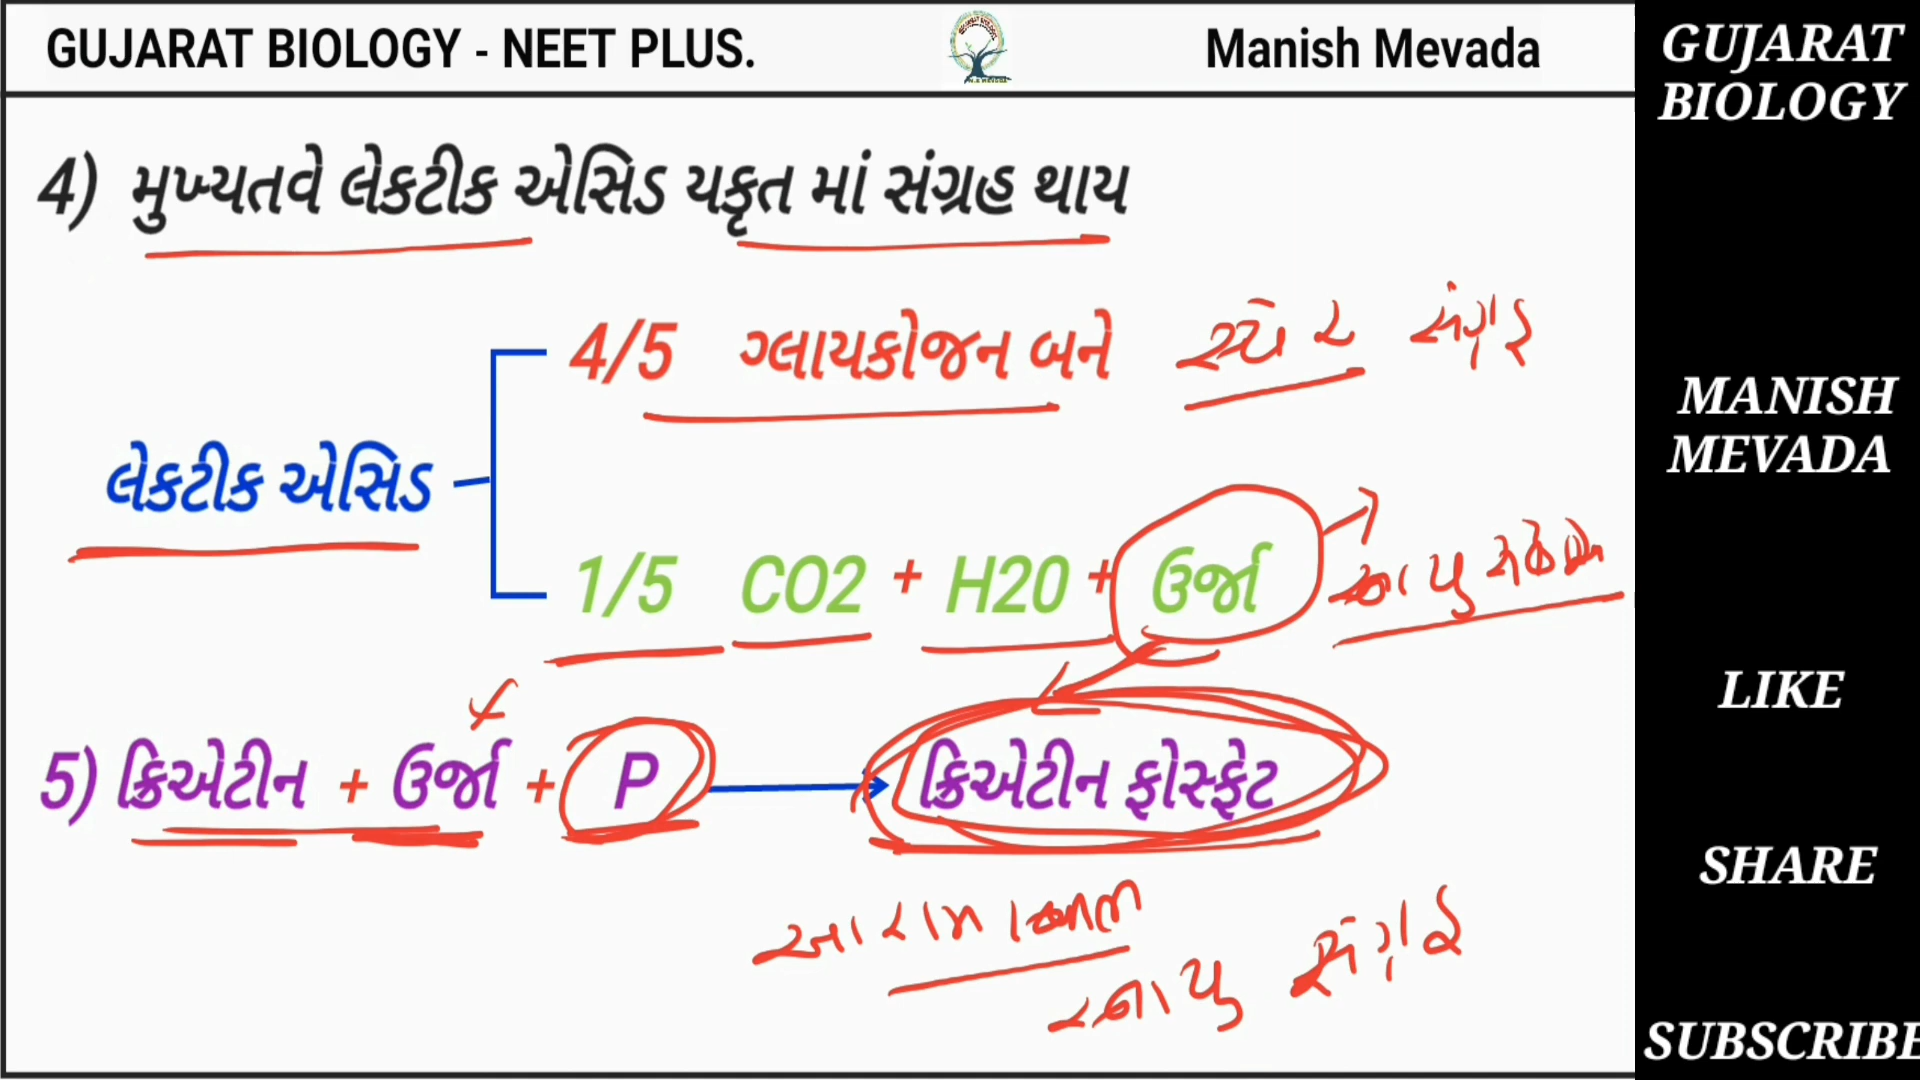 GUJARAT BIOLOGY - NEET PLUS. Manish Mevada
4) મુખ્યતવે લેકટીક એસિડ યકૃત માં સંગ્રહ થાય
4/5 ગ્લાયકોજન બને
લેકટીક એસિડ
1/5 CO2 + H20 + ઉર્જા
5) ક્રિએટીન + ઉર્જા + P ક્રિએટીન ફોસ્ફેટ
સ્નાયુ સંગ્રહ
GUJARAT
BIOLOGY
MANISH
MEVADA
LIKE
SHARE
SUBSCRIBE